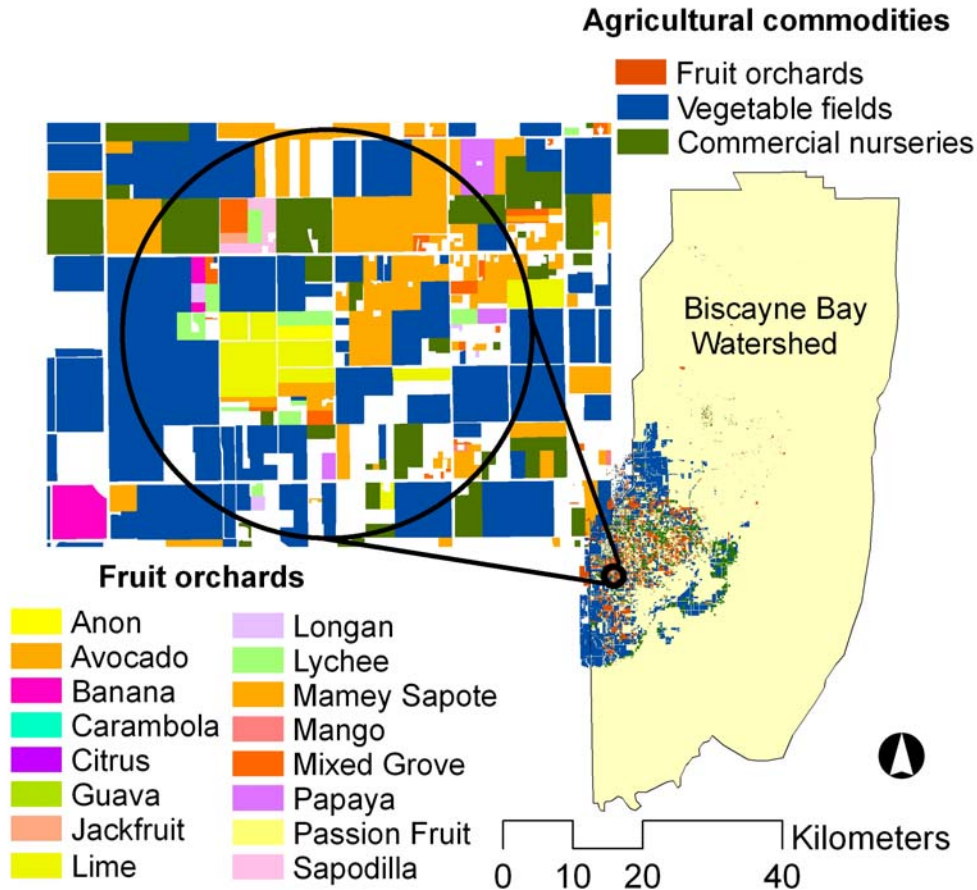 Agricultural commodities
Fruit orchards
Vegetable fields
Commercial nurseries
Biscayne Bay
Watershed
Fruit orchards
Anon
Avocado
Banana
Carambola
Citrus
Guava
Jackfruit
Lime
Longan
Lychee
Mamey Sapote
Mango
Mixed Grove
Papaya
Passion Fruit
Sapodilla
Kilometers
0 10 20 40